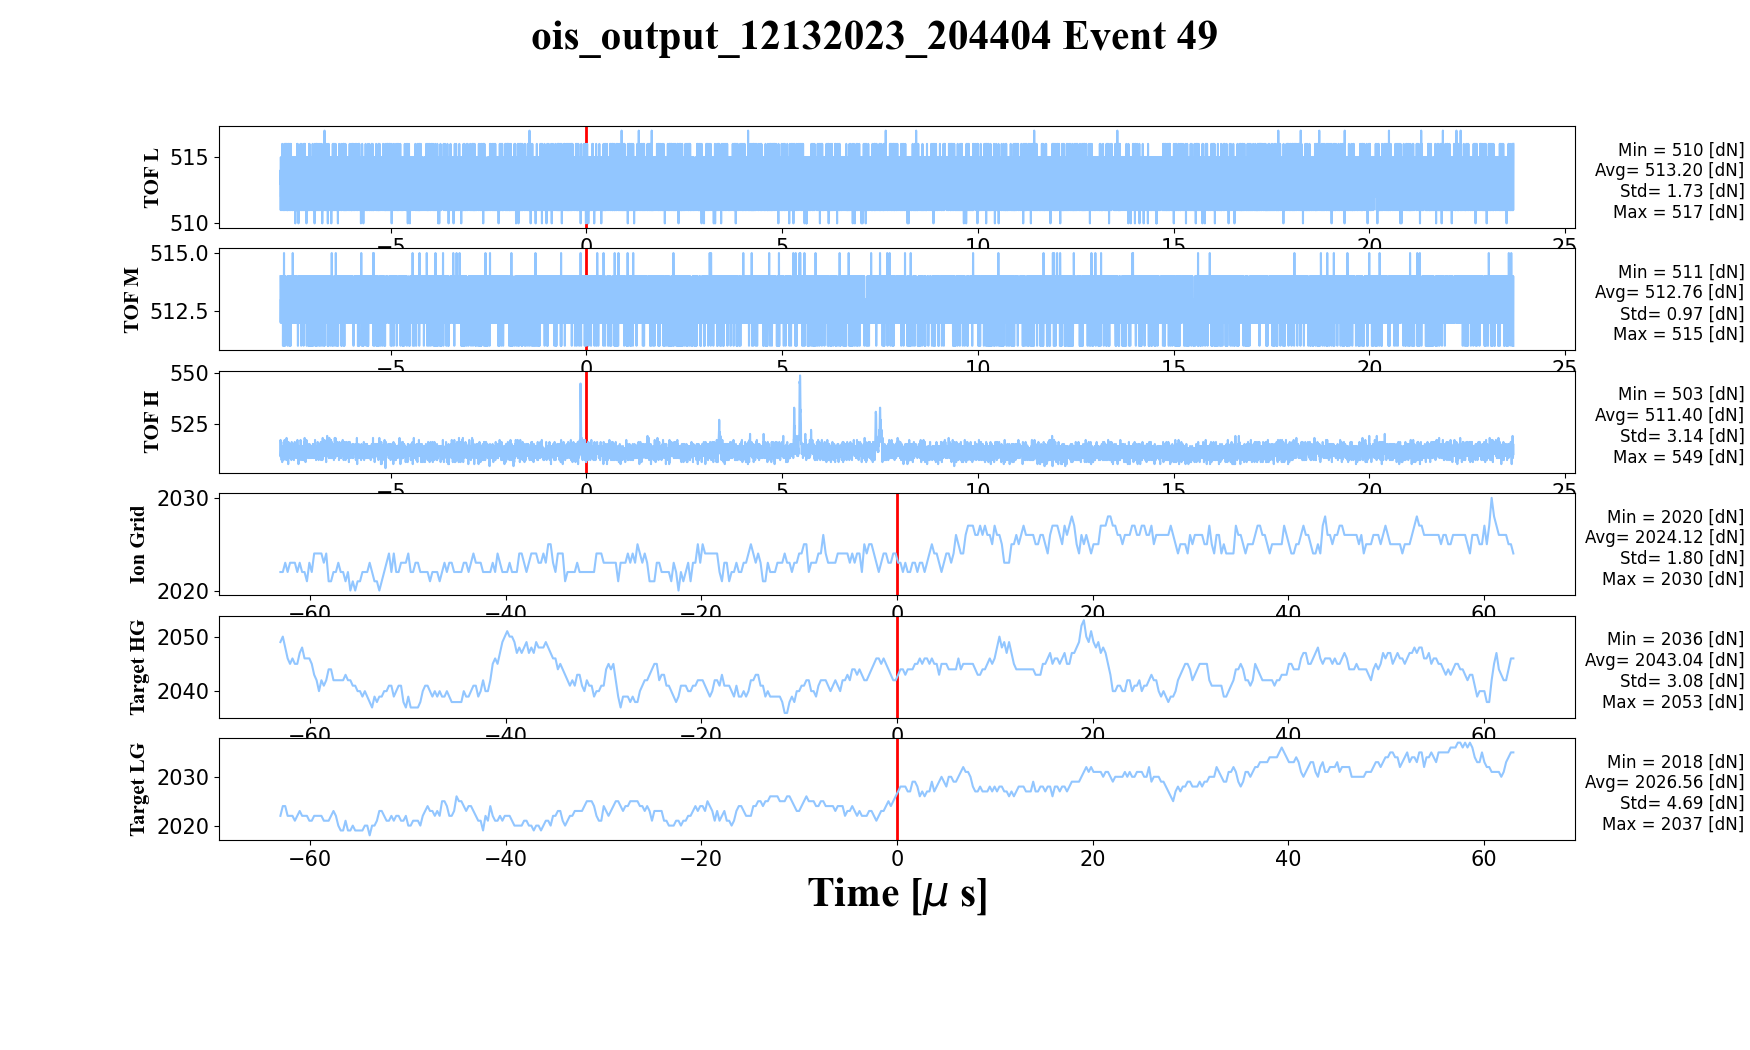 ois_output_12132023_204404 Event 49
TOF L
515
510
−5 0 5 10 15 20 25
Min = 510 [dN]
Avg= 513.20 [dN]
Std= 1.73 [dN]
Max = 517 [dN]
TOF M
515.0
512.5
−5 0 5 10 15 20 25
Min = 511 [dN]
Avg= 512.76 [dN]
Std= 0.97 [dN]
Max = 515 [dN]
TOF H
550
525
−5 0 5 10 15 20 25
Min = 503 [dN]
Avg= 511.40 [dN]
Std= 3.14 [dN]
Max = 549 [dN]
Ion Grid
2030
2020
−60 −40 −20 0 20 40 60
Min = 2020 [dN]
Avg= 2024.12 [dN]
Std= 1.80 [dN]
Max = 2030 [dN]
Target HG
2050
2040
−60 −40 −20 0 20 40 60
Min = 2036 [dN]
Avg= 2043.04 [dN]
Std= 3.08 [dN]
Max = 2053 [dN]
Target LG
2030
2020
−60 −40 −20 0 20 40 60
Min = 2018 [dN]
Avg= 2026.56 [dN]
Std= 4.69 [dN]
Max = 2037 [dN]
Time [μ s]